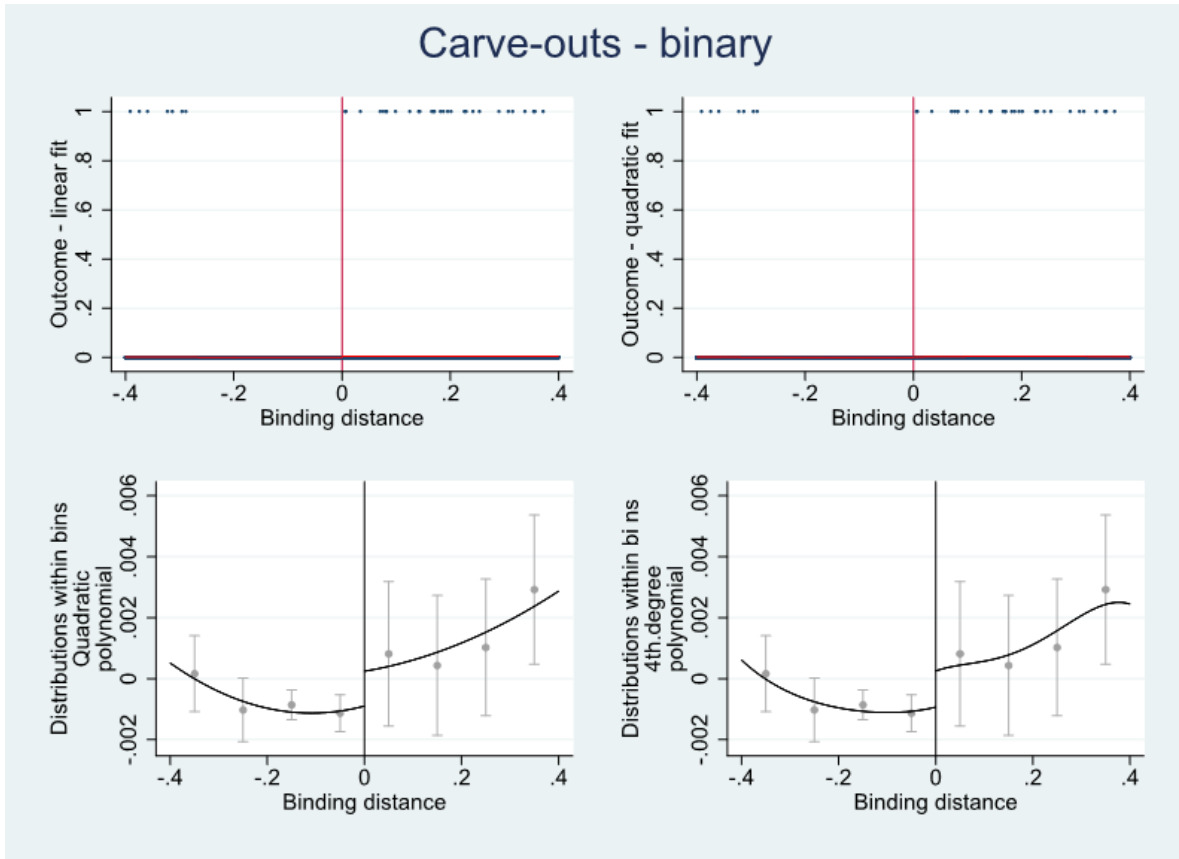 Carve-outs - binary
Outcome - linear fit
1
.8
.6
.4
.2
0
-.4 -.2 0 .2 .4
Binding distance
Outcome - quadratic fit
1
.8
.6
.4
.2
0
-.4 -.2 0 .2 .4
Binding distance
Distributions within bins
Quadratic
polynomial
.006
.004
.002
0
-.002
-.4 -.2 0 .2 .4
Binding distance
Distributions within bi ns
4th.degree
polynomial
.006
.004
.002
0
-.002
-.4 -.2 0 .2 .4
Binding distance